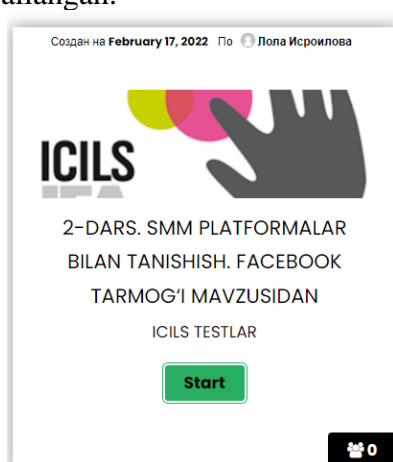 Создан на February 17, 2022 По Лола Исроилова
ICILS
2-DARS. SMM PLATFORMALAR
BILAN TANISHISH. FACEBOOK
TARMOG‘I MAVZUSIDAN
ICILS TESTLAR
Start
0